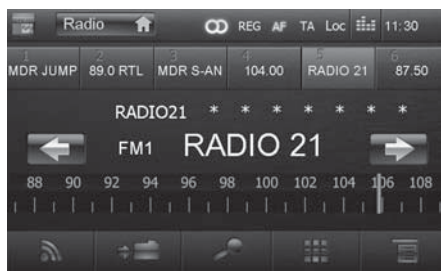 Radio REG AF TA Loc 11:30
1 2 3 4 5 6
MDR JUMP 89.0 RTL MDR S-AN 104.00 RADIO 21 87.50
RADIO21 * * * * * * *
FM1 RADIO 21
88 90 92 94 96 98 100 102 104 106 108